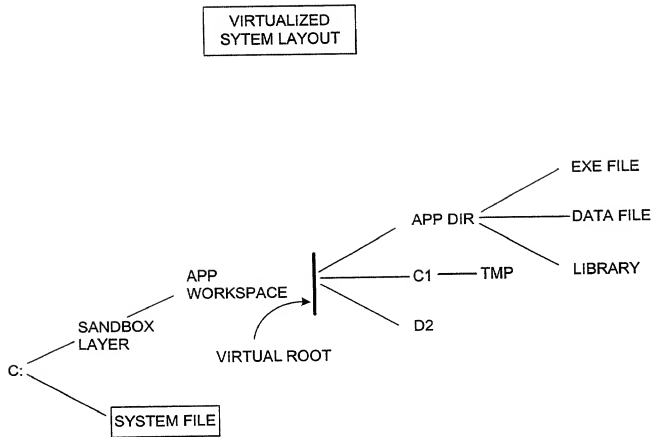 VIRTUALIZED
SYTEM LAYOUT
EXE FILE
APP DIR
DATA FILE
LIBRARY
APP
WORKSPACE
C1
TMP
D2
SANDBOX
LAYER
VIRTUAL ROOT
C:
SYSTEM FILE